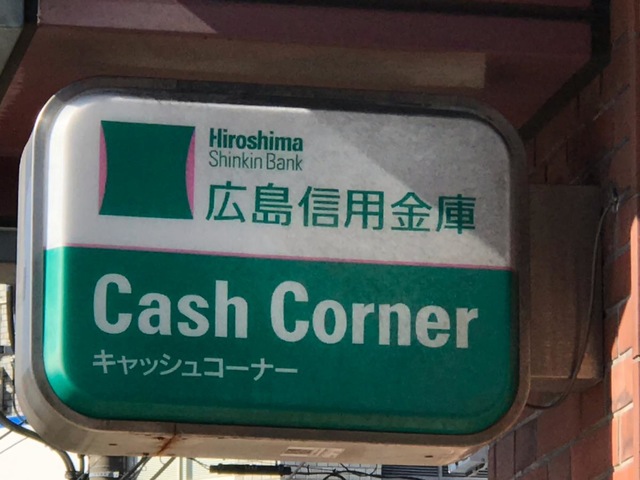 Hiroshima
Shinkin Bank
広島信用金庫
Cash Corner
キャッシュコーナー